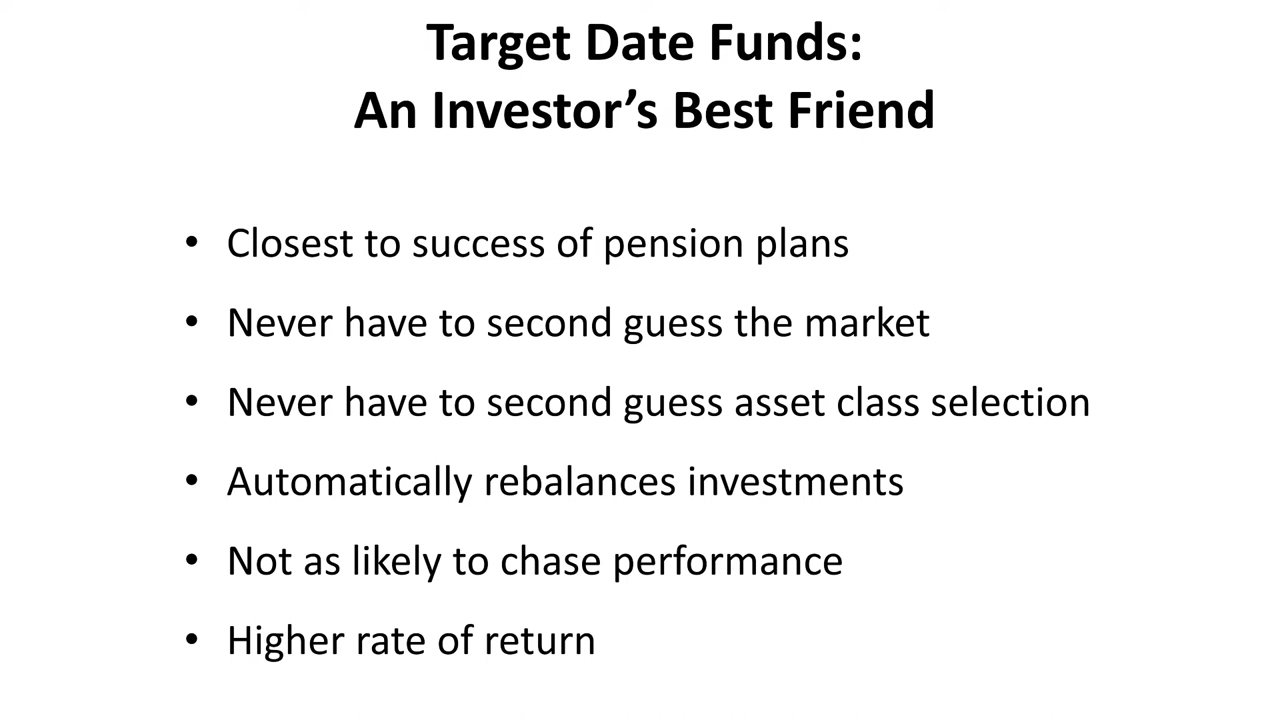 Target Date Funds:
An Investor’s Best Friend
• Closest to success of pension plans
• Never have to second guess the market
• Never have to second guess asset class selection
• Automatically rebalances investments
• Not as likely to chase performance
• Higher rate of return